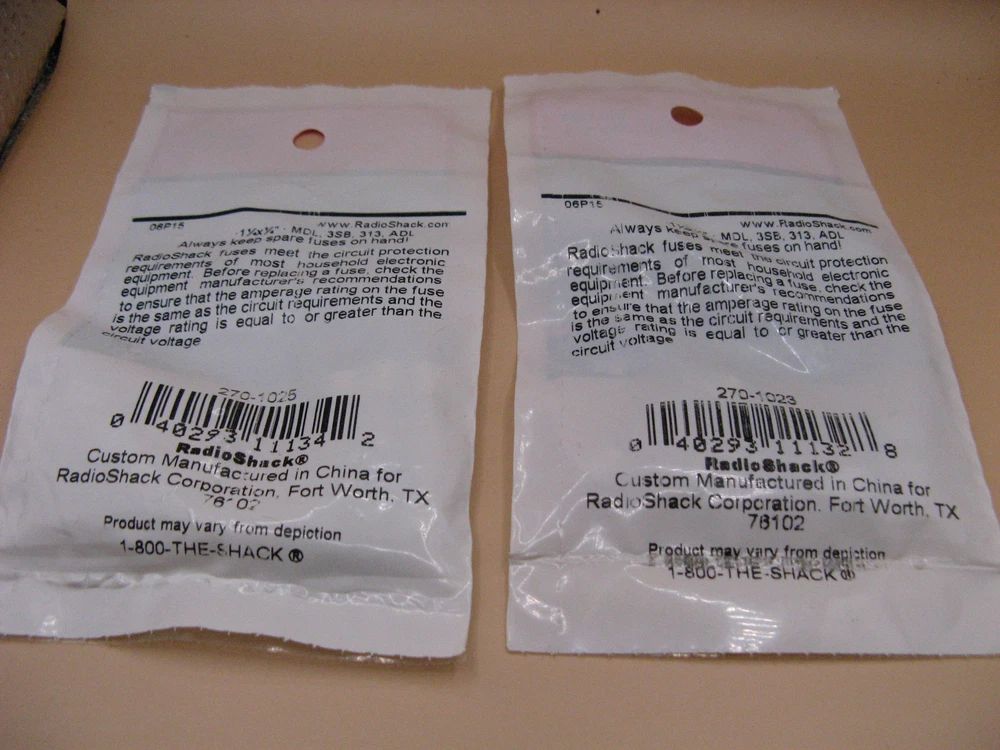 06P15
www.RadioShack.com
1¼x¼" MDL, 3SB, 313, ADL
Always keep spare fuses on hand!
RadioShack fuses meet the circuit protection
requirements of most household electronic
equipment. Before replacing a fuse, check the
equipment manufacturer's recommendations
to ensure that the amperage rating on the fuse
is the same as the circuit requirements and the
voltage rating is equal to or greater than the
circuit voltage
270-1025
0 40293 11134 2
RadioShack®
Custom Manufactured in China for
RadioShack Corporation, Fort Worth, TX
76102
Product may vary from depiction
1-800-THE-SHACK ®
06P15
www.RadioShack.com
MDL, 3SB, 313, ADL
Always keep spare fuses on hand!
RadioShack fuses meet the circuit protection
requirements of most household electronic
equipment. Before replacing a fuse, check the
equipment manufacturer's recommendations
to ensure that the amperage rating on the fuse
is the same as the circuit requirements and the
voltage rating is equal to or greater than the
circuit voltage
270-1023
0 40293 11132 8
RadioShack®
Custom Manufactured in China for
RadioShack Corporation, Fort Worth, TX
76102
Product may vary from depiction
1-800-THE-SHACK ®